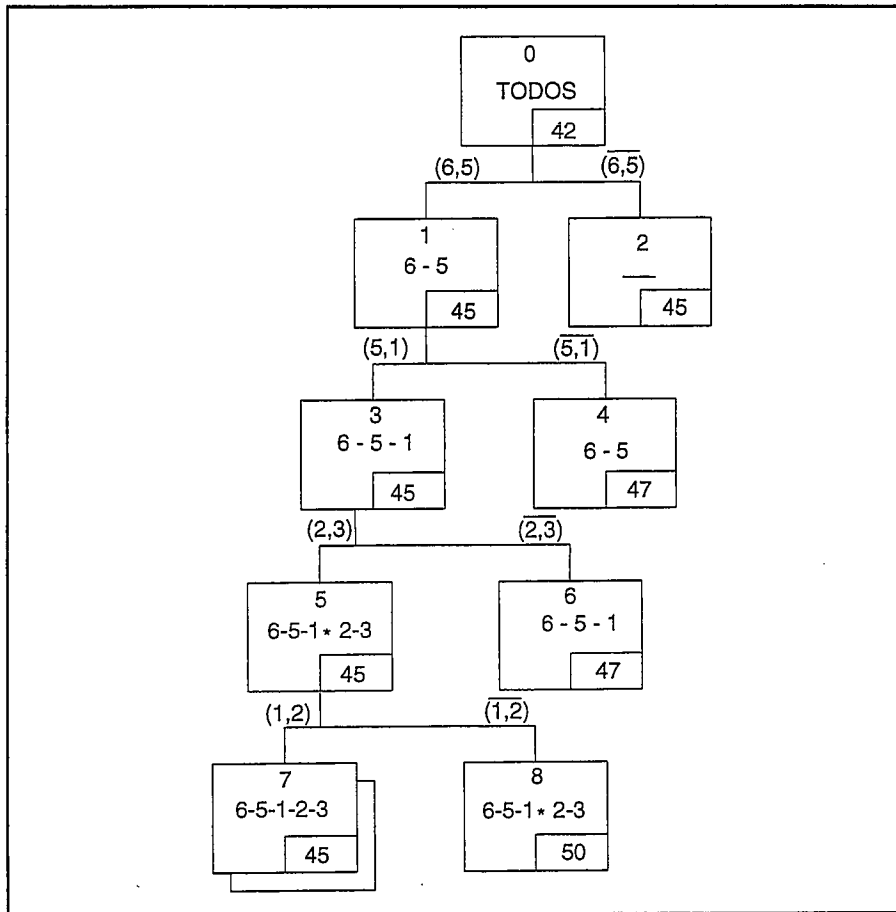 0
TODOS
42
(6,5) (6,5)
1 2
6 - 5
45 45
(5,1) (5,1)
3 4
6 - 5 - 1 6 - 5
45 47
(2,3) (2,3)
5 6
6-5-1 * 2-3 6 - 5 - 1
45 47
(1,2) (1,2)
7 8
6-5-1-2-3 6-5-1 * 2-3
45 50